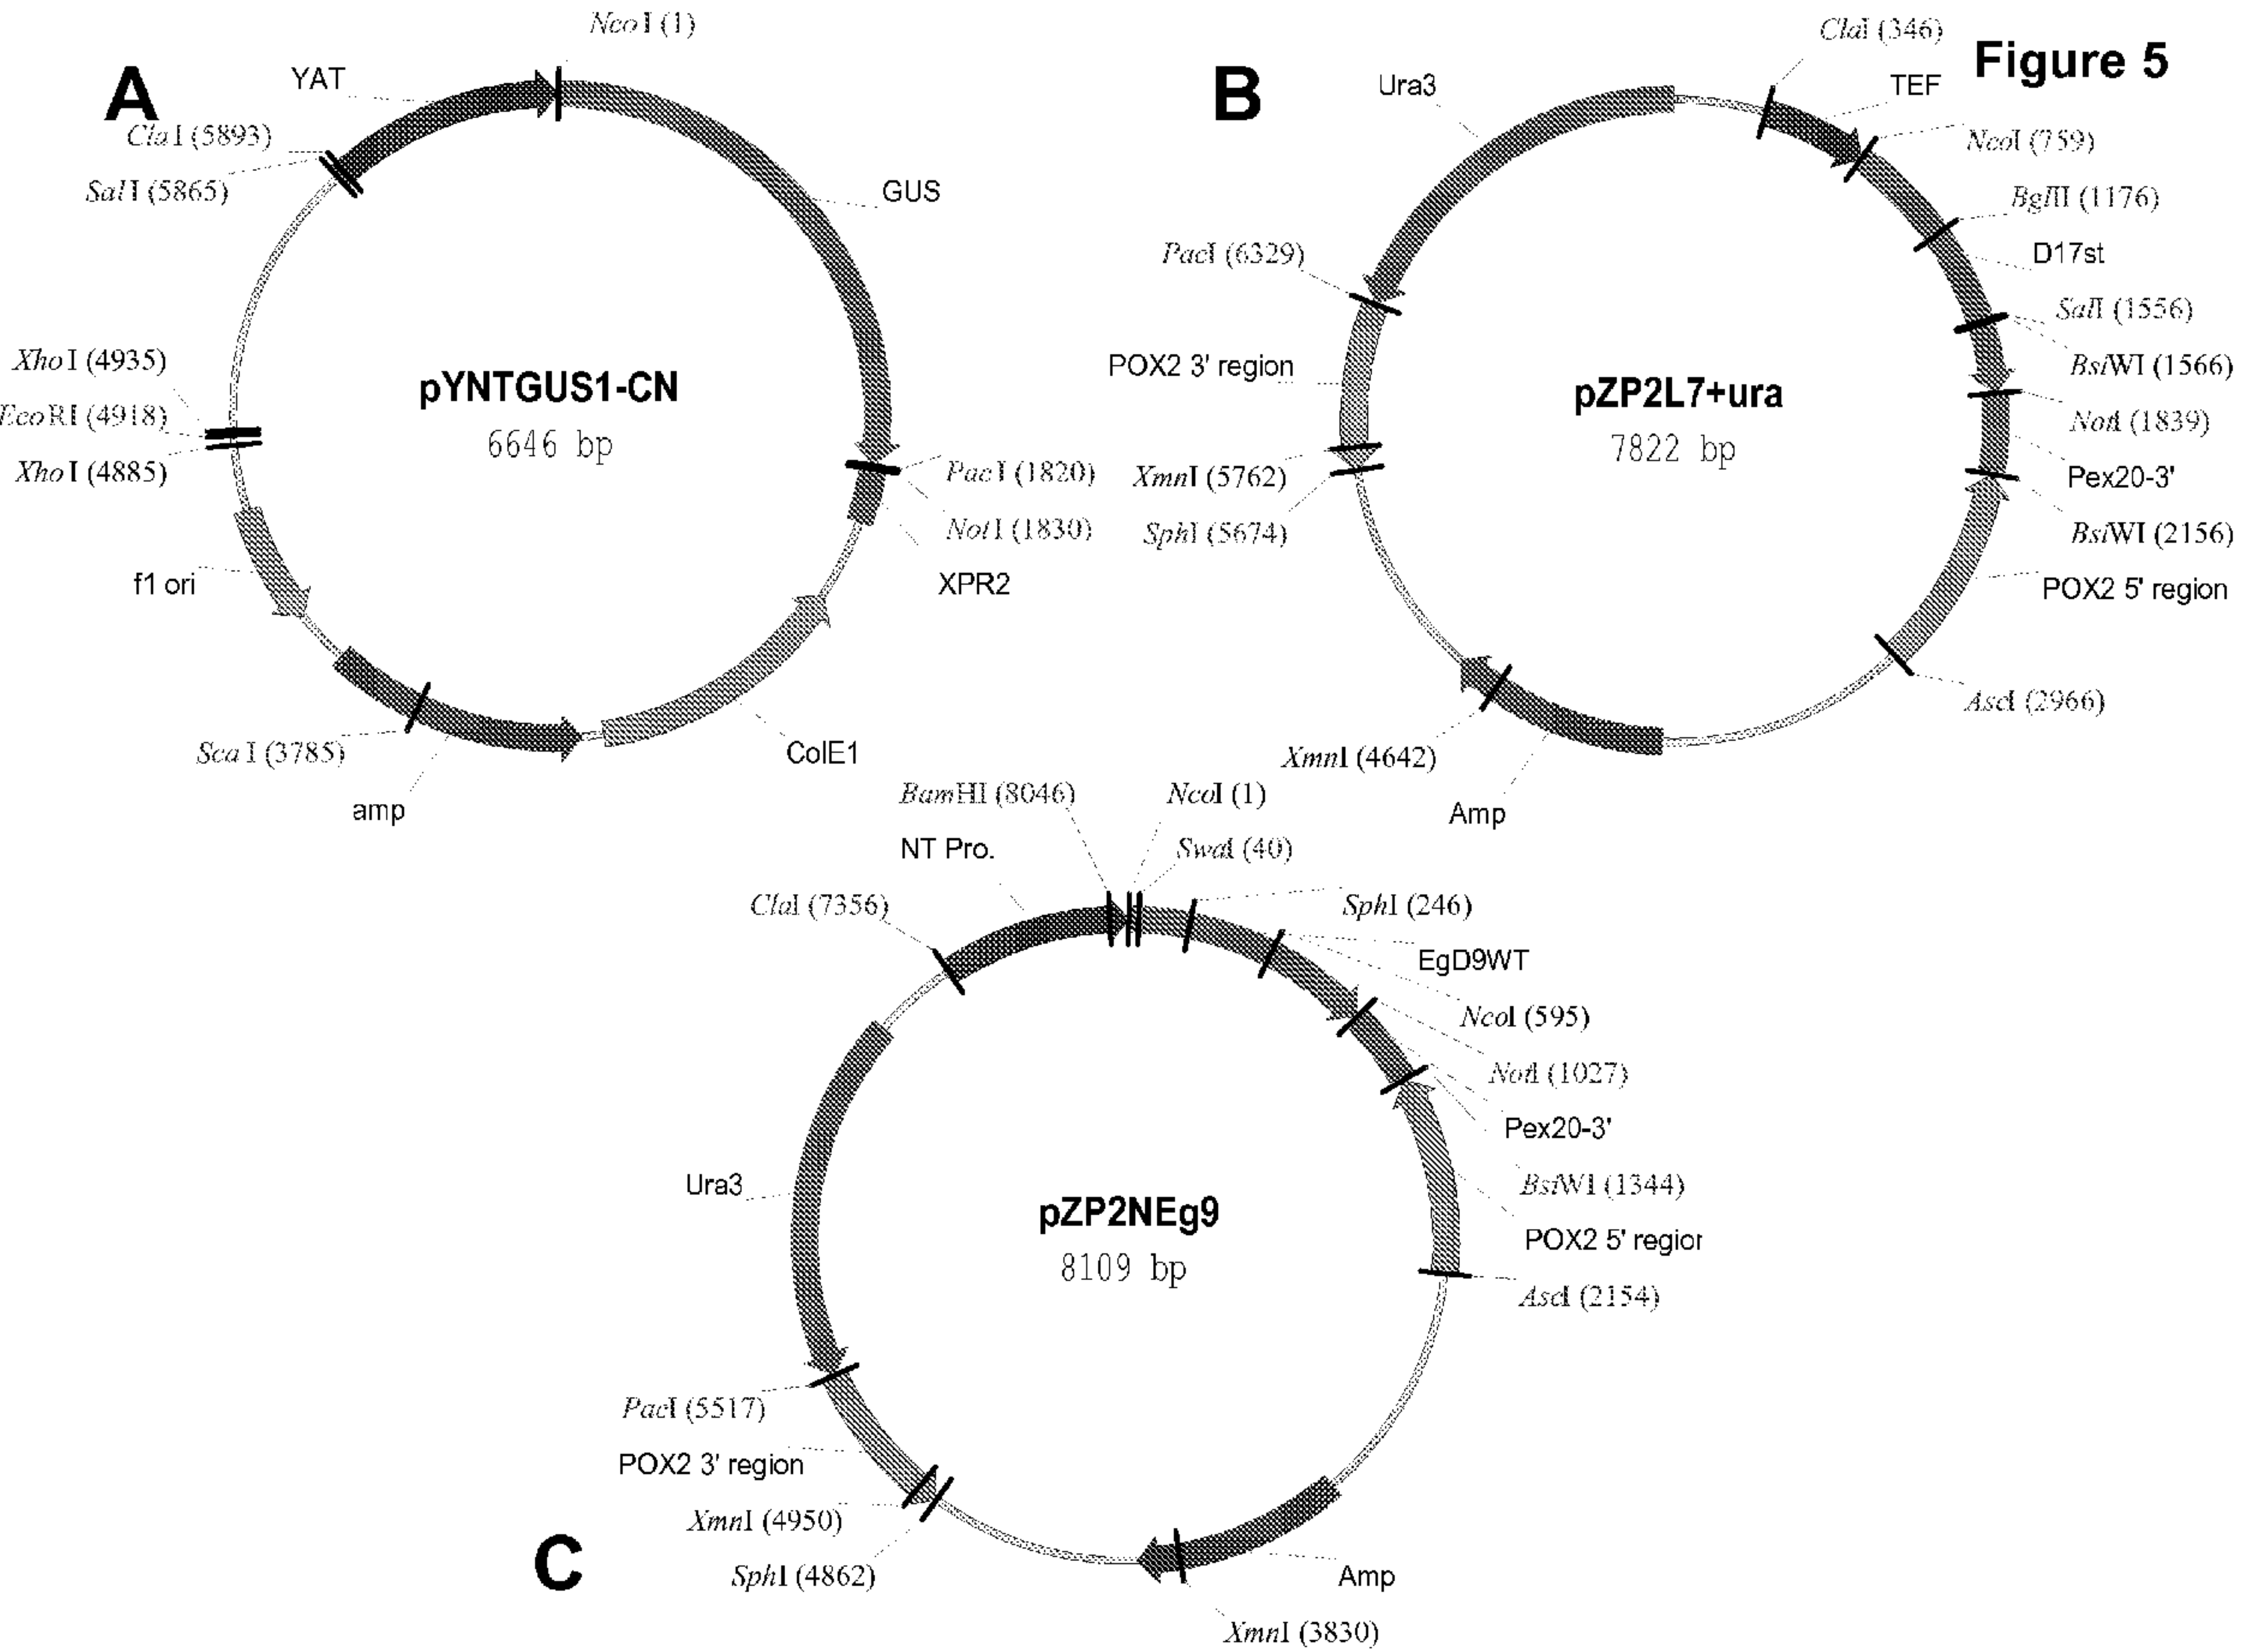 Figure 5
A
NcoI (1)
YAT
ClaI (5893)
SalI (5865)
GUS
XhoI (4935)
EcoRI (4918)
XhoI (4885)
pYNTGUS1-CN
6646 bp
PacI (1820)
NotI (1830)
XPR2
f1 ori
ScaI (3785)
amp
ColE1
B
ClaI (346)
Ura3
TEF
NcoI (759)
BglII (1176)
D17st
PacI (6329)
SalI (1556)
BsiWI (1566)
POX2 3' region
pZP2L7+ura
7822 bp
NotI (1839)
Pex20-3'
XmnI (5762)
SphI (5674)
BsiWI (2156)
POX2 5' region
AscI (2966)
XmnI (4642)
Amp
C
BamHI (8046)
NcoI (1)
NT Pro.
SwaI (40)
ClaI (7356)
SphI (246)
EgD9WT
NcoI (595)
NotI (1027)
Pex20-3'
Ura3
BsiWI (1344)
pZP2NEg9
8109 bp
POX2 5' region
AscI (2154)
PacI (5517)
POX2 3' region
XmnI (4950)
SphI (4862)
Amp
XmnI (3830)